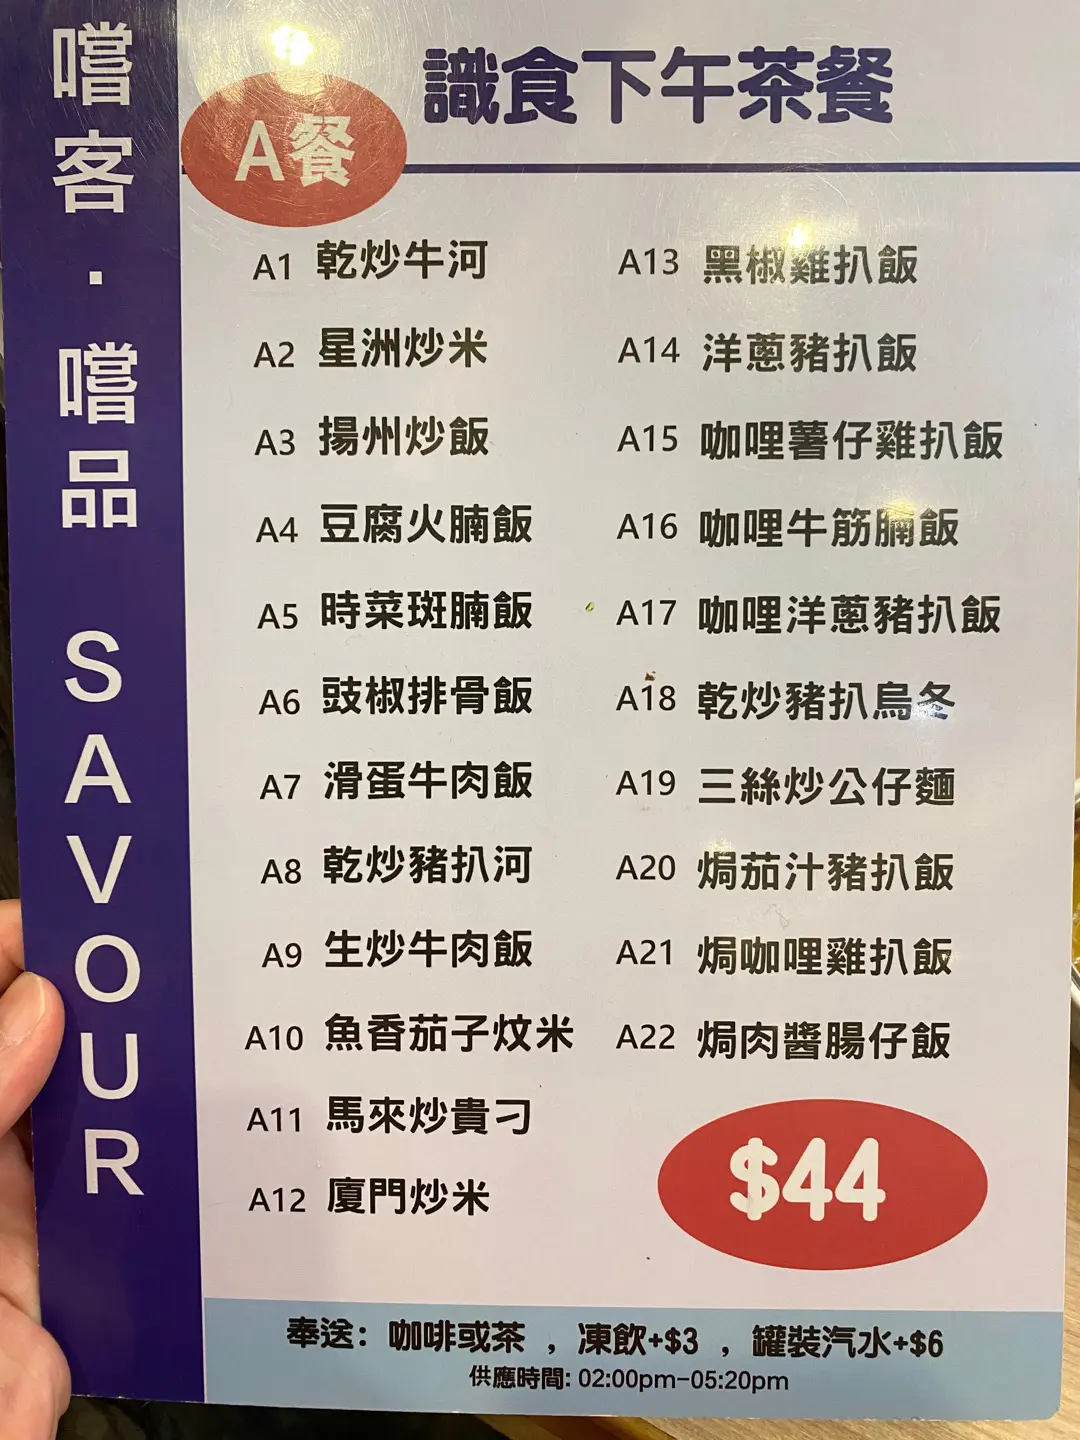 嚐客·嚐品 SAVOUR
識食下午茶餐
A餐
A1 乾炒牛河
A2 星洲炒米
A3 揚州炒飯
A4 豆腐火腩飯
A5 時菜斑腩飯
A6 豉椒排骨飯
A7 滑蛋牛肉飯
A8 乾炒豬扒河
A9 生炒牛肉飯
A10 魚香茄子炆米
A11 馬來炒貴刁
A12 廈門炒米
A13 黑椒雞扒飯
A14 洋蔥豬扒飯
A15 咖哩薯仔雞扒飯
A16 咖哩牛筋腩飯
A17 咖哩洋蔥豬扒飯
A18 乾炒豬扒烏冬
A19 三絲炒公仔麵
A20 焗茄汁豬扒飯
A21 焗咖哩雞扒飯
A22 焗肉醬腸仔飯
$44
奉送：咖啡或茶，凍飲+$3，罐裝汽水+$6
供應時間: 02:00pm-05:20pm